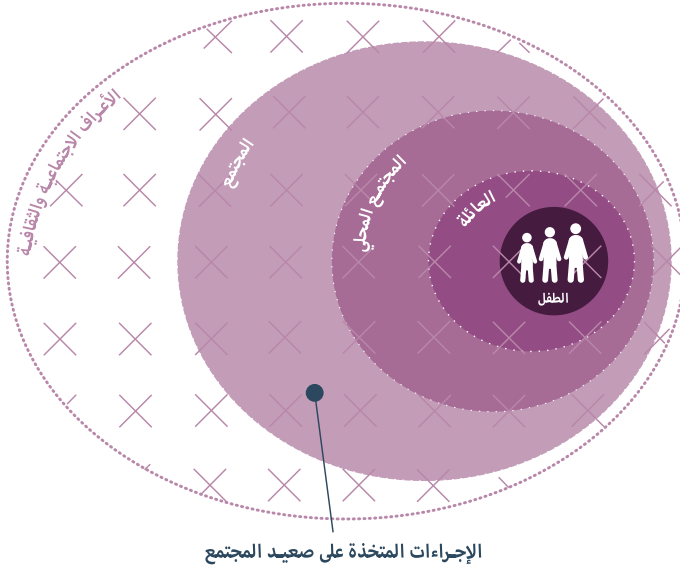 الأعراف الاجتماعية والثقافية
المجتمع
المجتمع المحلي
العائلة
الطفل
الإجراءات المتخذة على صعيد المجتمع